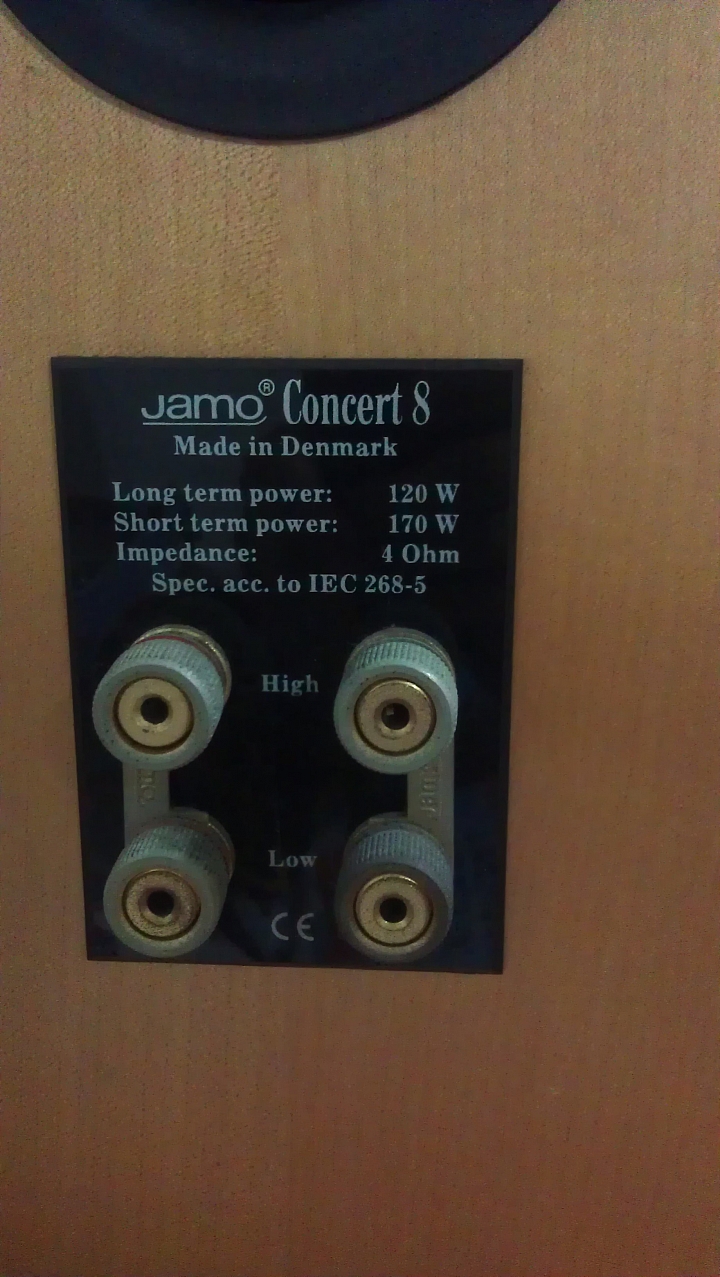 Jamo® Concert 8
Made in Denmark
Long term power: 120 W
Short term power: 170 W
Impedance: 4 Ohm
Spec. acc. to IEC 268-5
High
Low
CE